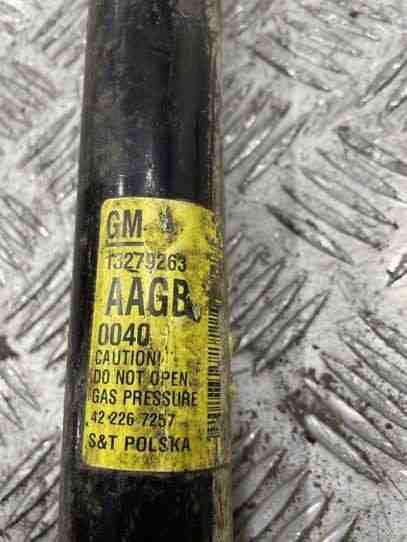 GM
13279263
AAGB
0040
CAUTION!
DO NOT OPEN
GAS PRESSURE
42 226 7257
S&T POLSKA